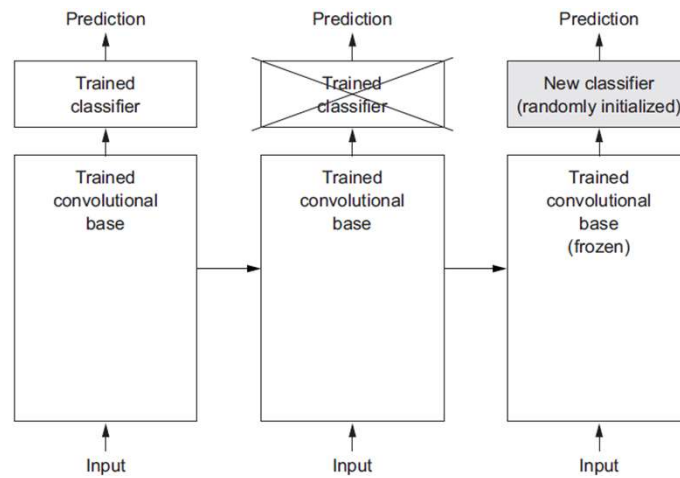 Prediction
Trained
classifier
Trained
convolutional
base
Input
Prediction
Trained
classifier
Trained
convolutional
base
Input
Prediction
New classifier
(randomly initialized)
Trained
convolutional
base
(frozen)
Input